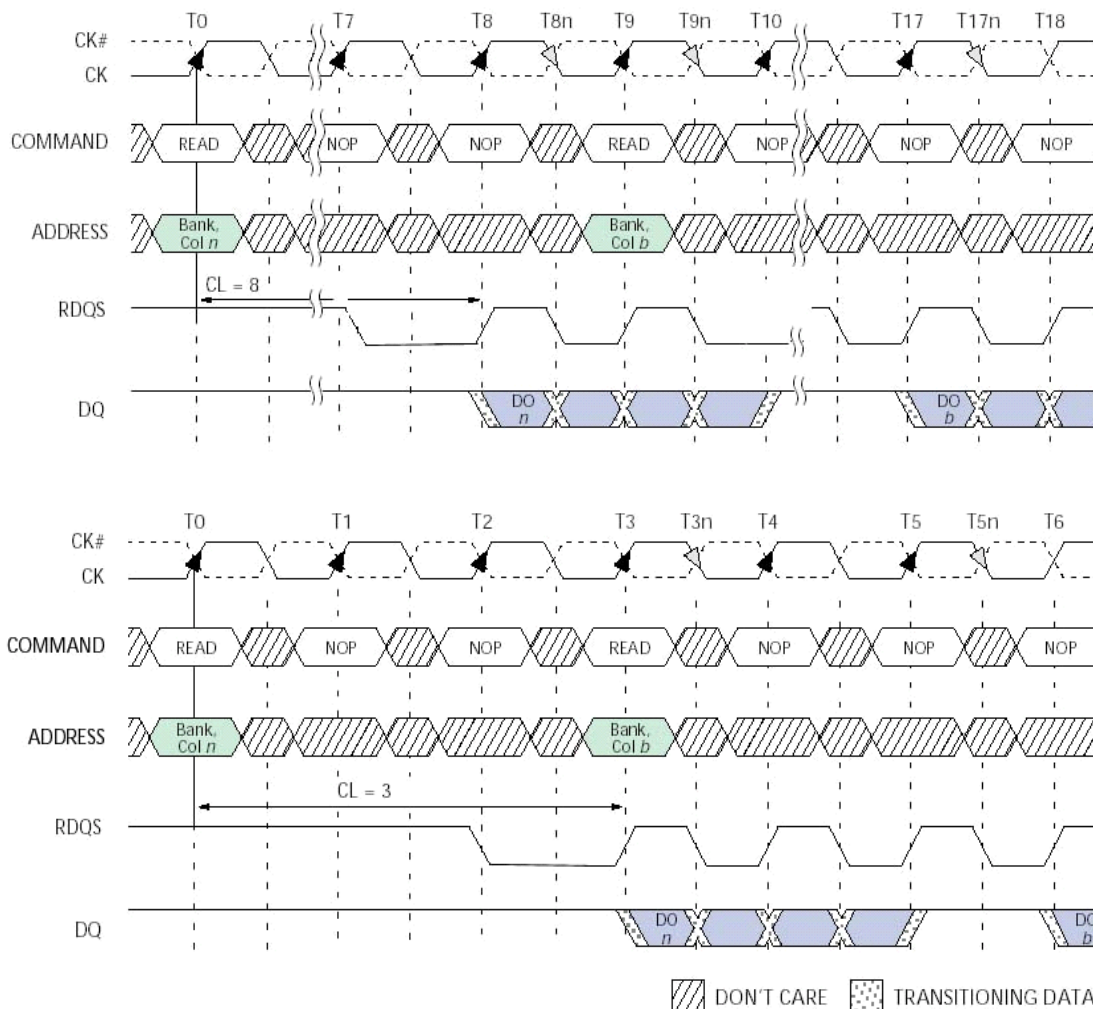 T0 T7 T8 T8n T9 T9n T10 T17 T17n T18
CK#
CK
COMMAND READ NOP NOP READ NOP NOP NOP
ADDRESS Bank, Col n Bank, Col b
CL = 8
RDQS
DQ DO n DO b
T0 T1 T2 T3 T3n T4 T5 T5n T6
CK#
CK
COMMAND READ NOP NOP READ NOP NOP NOP
ADDRESS Bank, Col n Bank, Col b
CL = 3
RDQS
DQ DO n DO b
DON'T CARE TRANSITIONING DATA